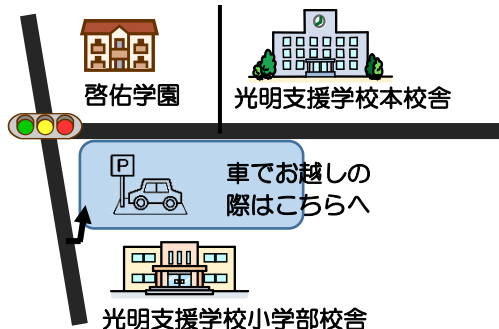 啓佑学園
光明支援学校本校舎
P
車でお越しの
際はこちらへ
光明支援学校小学部校舎